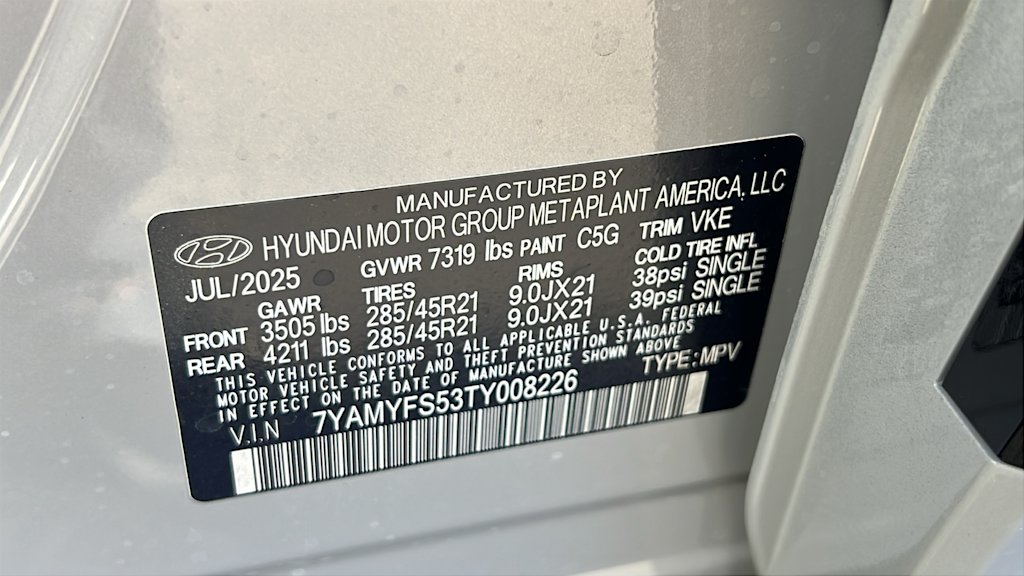 MANUFACTURED BY
HYUNDAI MOTOR GROUP METAPLANT AMERICA, LLC
JUL/2025 GVWR 7319 lbs PAINT C5G TRIM VKE
GAWR TIRES RIMS COLD TIRE INFL
FRONT 3505 lbs 285/45R21 9.0JX21 38psi SINGLE
REAR 4211 lbs 285/45R21 9.0JX21 39psi SINGLE
THIS VEHICLE CONFORMS TO ALL APPLICABLE U.S.A. FEDERAL
MOTOR VEHICLE SAFETY AND THEFT PREVENTION STANDARDS
IN EFFECT ON THE DATE OF MANUFACTURE SHOWN ABOVE
V.I.N 7YAMYFS53TY008226 TYPE:MPV